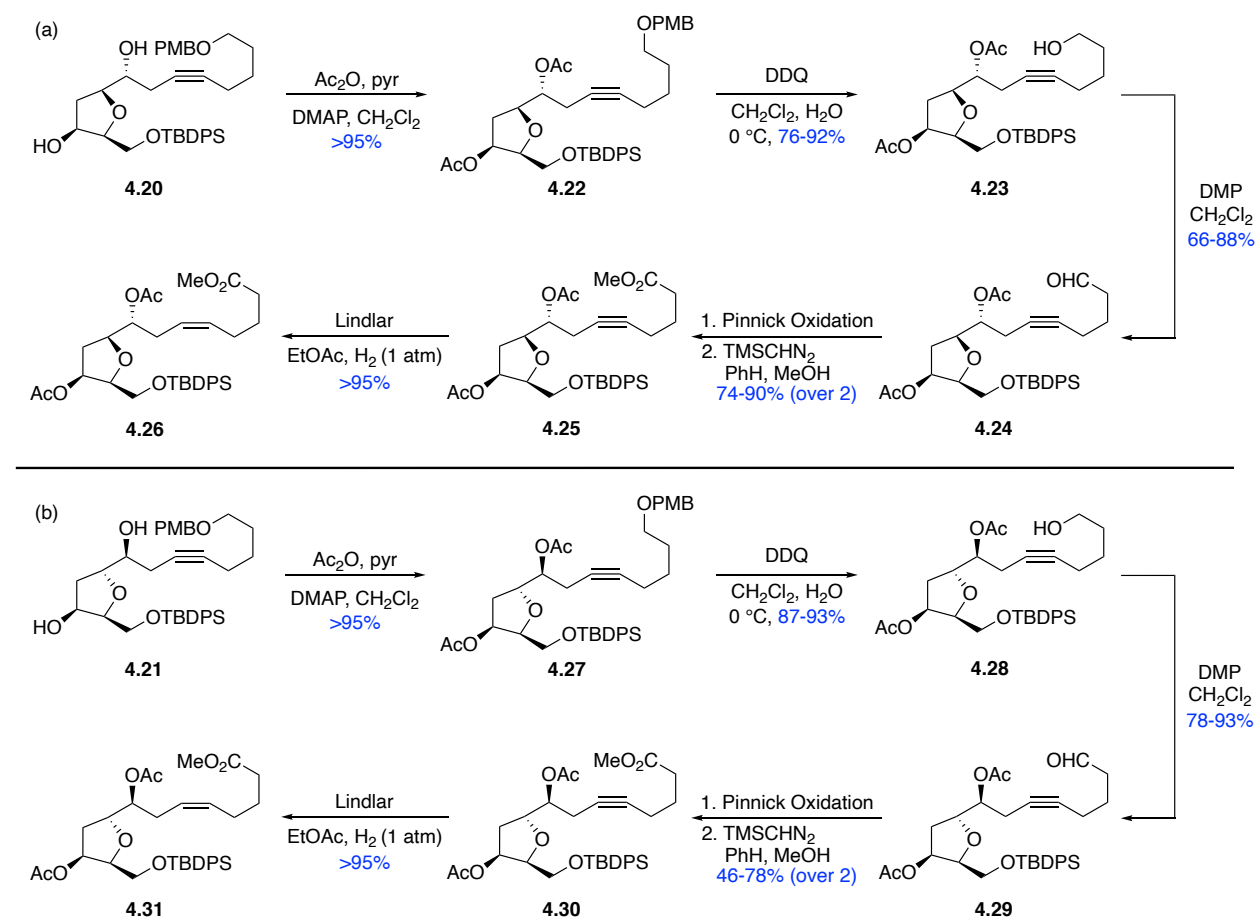 (a)
OH PMBO
O
HO
OTBDPS
4.20
Ac₂O, pyr
DMAP, CH₂Cl₂
>95%
OPMB
OAc
O
AcO
OTBDPS
4.22
DDQ
CH₂Cl₂, H₂O
0 °C, 76-92%
OAc
HO
O
AcO
OTBDPS
4.23
DMP
CH₂Cl₂
66-88%
MeO₂C
OAc
O
AcO
OTBDPS
4.26
Lindlar
EtOAc, H₂ (1 atm)
>95%
MeO₂C
OAc
O
AcO
OTBDPS
4.25
1. Pinnick Oxidation
2. TMSCHN₂
PhH, MeOH
74-90% (over 2)
OHC
OAc
O
AcO
OTBDPS
4.24
(b)
OH PMBO
O
HO
OTBDPS
4.21
Ac₂O, pyr
DMAP, CH₂Cl₂
>95%
OPMB
OAc
O
AcO
OTBDPS
4.27
DDQ
CH₂Cl₂, H₂O
0 °C, 87-93%
OAc
HO
O
AcO
OTBDPS
4.28
DMP
CH₂Cl₂
78-93%
MeO₂C
OAc
O
AcO
OTBDPS
4.31
Lindlar
EtOAc, H₂ (1 atm)
>95%
MeO₂C
OAc
O
AcO
OTBDPS
4.30
1. Pinnick Oxidation
2. TMSCHN₂
PhH, MeOH
46-78% (over 2)
OHC
OAc
O
AcO
OTBDPS
4.29